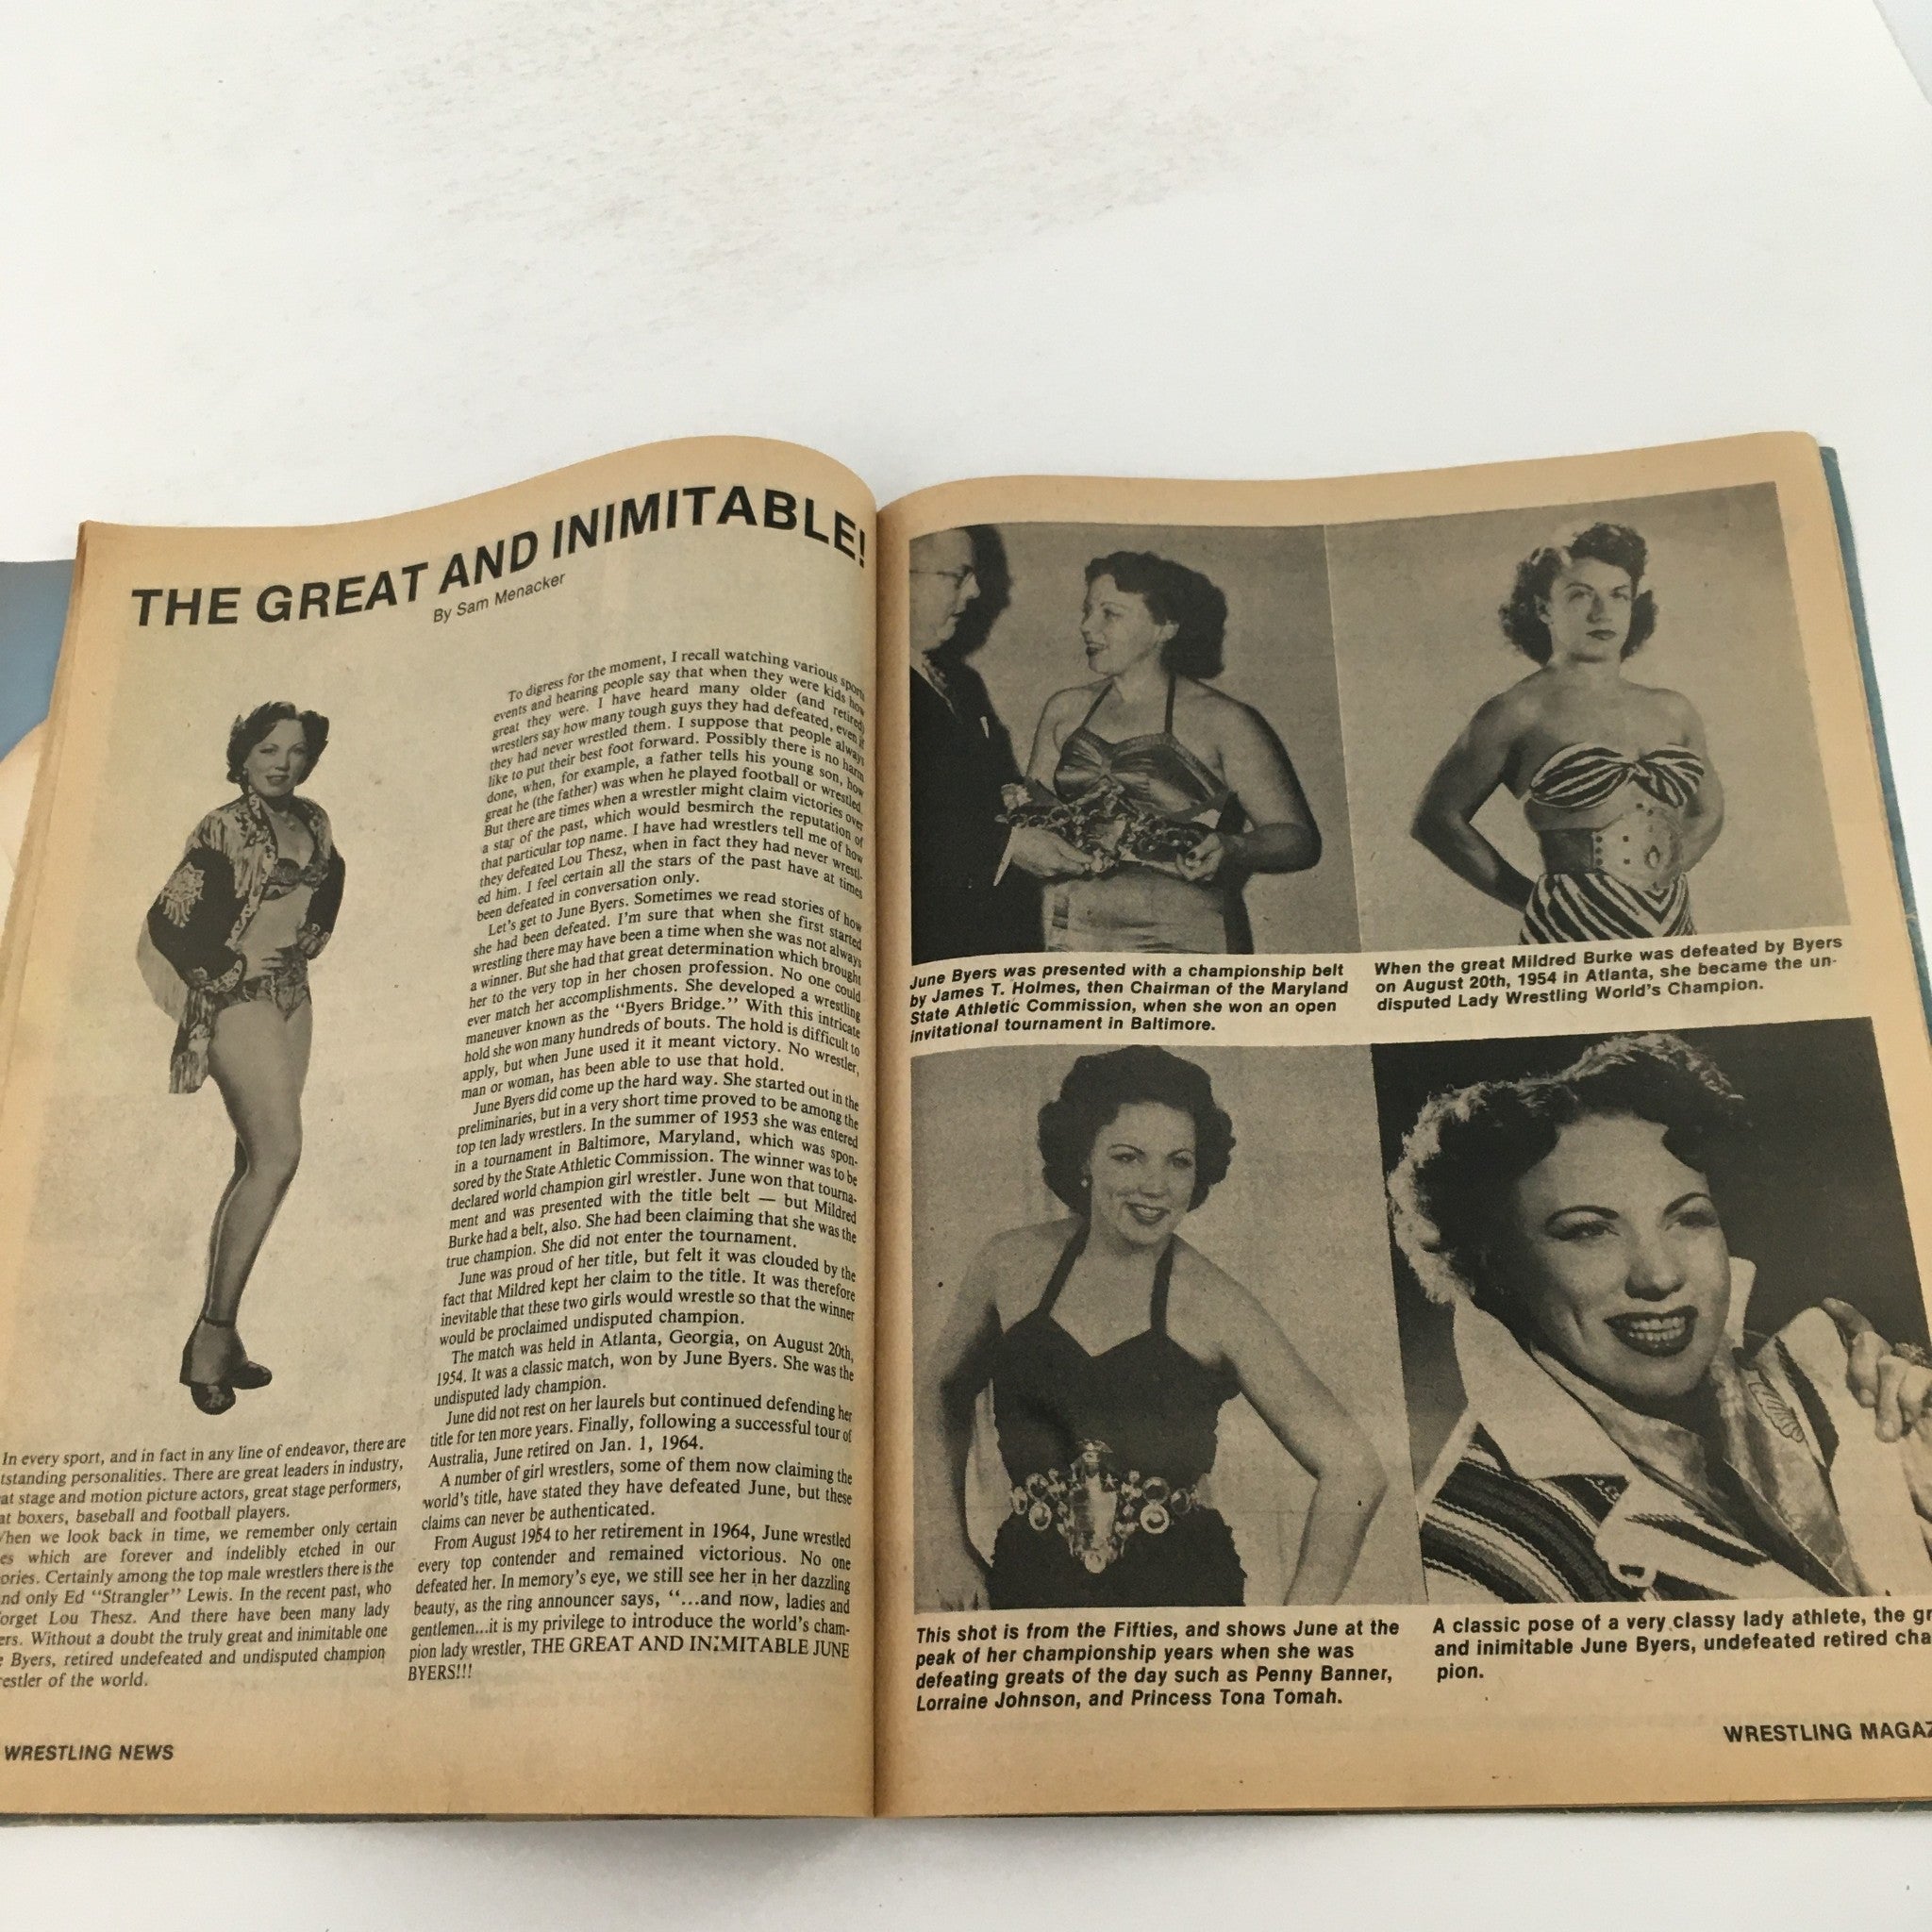 THE GREAT AND INIMITABLE!
By Sam Menacker
In every sport, and in fact in any line of endeavor, there are
tstanding personalities. There are great leaders in industry,
at stage and motion picture actors, great stage performers,
at boxers, baseball and football players.
hen we look back in time, we remember only certain
es which are forever and indelibly etched in our
ories. Certainly among the top male wrestlers there is the
nd only Ed "Strangler" Lewis. In the recent past, who
orget Lou Thesz. And there have been many lady
ers. Without a doubt the truly great and inimitable one
e Byers, retired undefeated and undisputed champion
restler of the world.
To digress for the moment, I recall watching various sports
events and hearing people say that when they were kids how
great they were. I have heard many older (and retired)
wrestlers say how many tough guys they had defeated, even if
they had never wrestled them. I suppose that people always
like to put their best foot forward. Possibly there is no harm
done, when, for example, a father tells his young son, how
great he (the father) was when he played football or wrestled.
But there are times when a wrestler might claim victories over
a star of the past, which would besmirch the reputation of
that particular top name. I have had wrestlers tell me of how
they defeated Lou Thesz, when in fact they had never wrestl-
ed him. I feel certain all the stars of the past have at times
been defeated in conversation only.
Let's get to June Byers. Sometimes we read stories of how
she had been defeated. I'm sure that when she first started
wrestling there may have been a time when she was not always
a winner. But she had that great determination which brought
her to the very top in her chosen profession. No one could
ever match her accomplishments. She developed a wrestling
maneuver known as the "Byers Bridge." With this intricate
hold she won many hundreds of bouts. The hold is difficult to
apply, but when June used it it meant victory. No wrestler,
man or woman, has been able to use that hold.
June Byers did come up the hard way. She started out in the
preliminaries, but in a very short time proved to be among the
top ten lady wrestlers. In the summer of 1953 she was entered
in a tournament in Baltimore, Maryland, which was spon-
sored by the State Athletic Commission. The winner was to be
declared world champion girl wrestler. June won that tourna-
ment and was presented with the title belt — but Mildred
Burke had a belt, also. She had been claiming that she was the
true champion. She did not enter the tournament.
June was proud of her title, but felt it was clouded by the
fact that Mildred kept her claim to the title. It was therefore
inevitable that these two girls would wrestle so that the winner
would be proclaimed undisputed champion.
The match was held in Atlanta, Georgia, on August 20th,
1954. It was a classic match, won by June Byers. She was the
undisputed lady champion.
June did not rest on her laurels but continued defending her
title for ten more years. Finally, following a successful tour of
Australia, June retired on Jan. 1, 1964.
A number of girl wrestlers, some of them now claiming the
world's title, have stated they have defeated June, but these
claims can never be authenticated.
From August 1954 to her retirement in 1964, June wrestled
every top contender and remained victorious. No one
defeated her. In memory's eye, we still see her in her dazzling
beauty, as the ring announcer says, "...and now, ladies and
gentlemen...it is my privilege to introduce the world's cham-
pion lady wrestler, THE GREAT AND INIMITABLE JUNE
BYERS!!!
WRESTLING NEWS
June Byers was presented with a championship belt
by James T. Holmes, then Chairman of the Maryland
State Athletic Commission, when she won an open
invitational tournament in Baltimore.
When the great Mildred Burke was defeated by Byers
on August 20th, 1954 in Atlanta, she became the un-
disputed Lady Wrestling World's Champion.
This shot is from the Fifties, and shows June at the
peak of her championship years when she was
defeating greats of the day such as Penny Banner,
Lorraine Johnson, and Princess Tona Tomah.
A classic pose of a very classy lady athlete, the gr
and inimitable June Byers, undefeated retired cha
pion.
WRESTLING MAGAZ